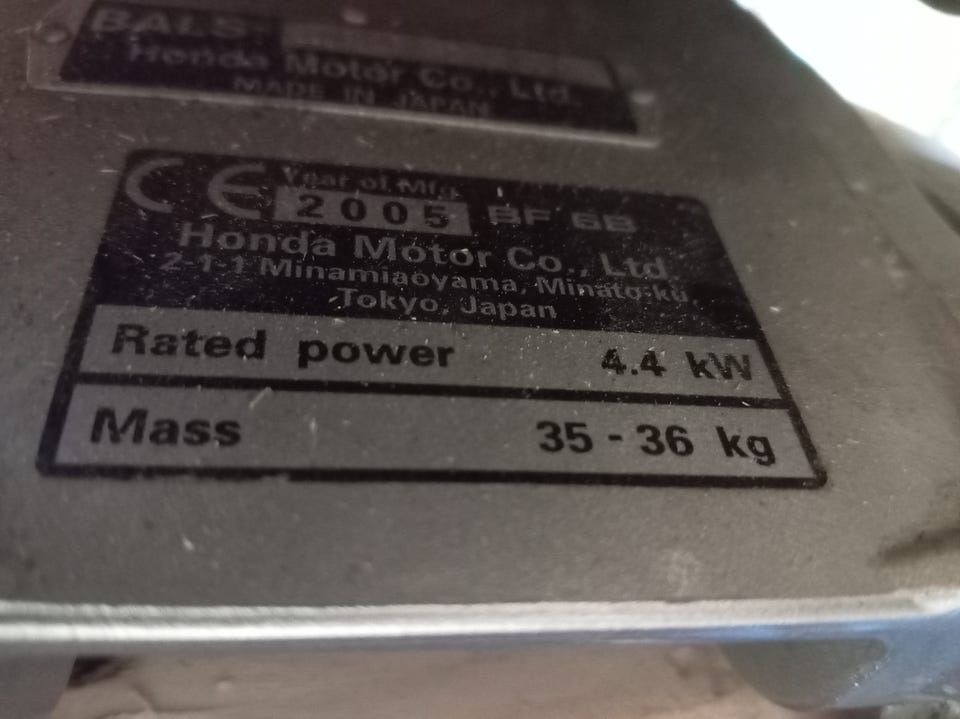 BALS-
Honda Motor Co., Ltd.
MADE IN JAPAN
CE Year of Mfg.
2005 BF 6B
Honda Motor Co., Ltd.
2-1-1 Minamiaoyama, Minato-ku,
Tokyo, Japan
Rated power 4.4 kW
Mass 35 - 36 kg